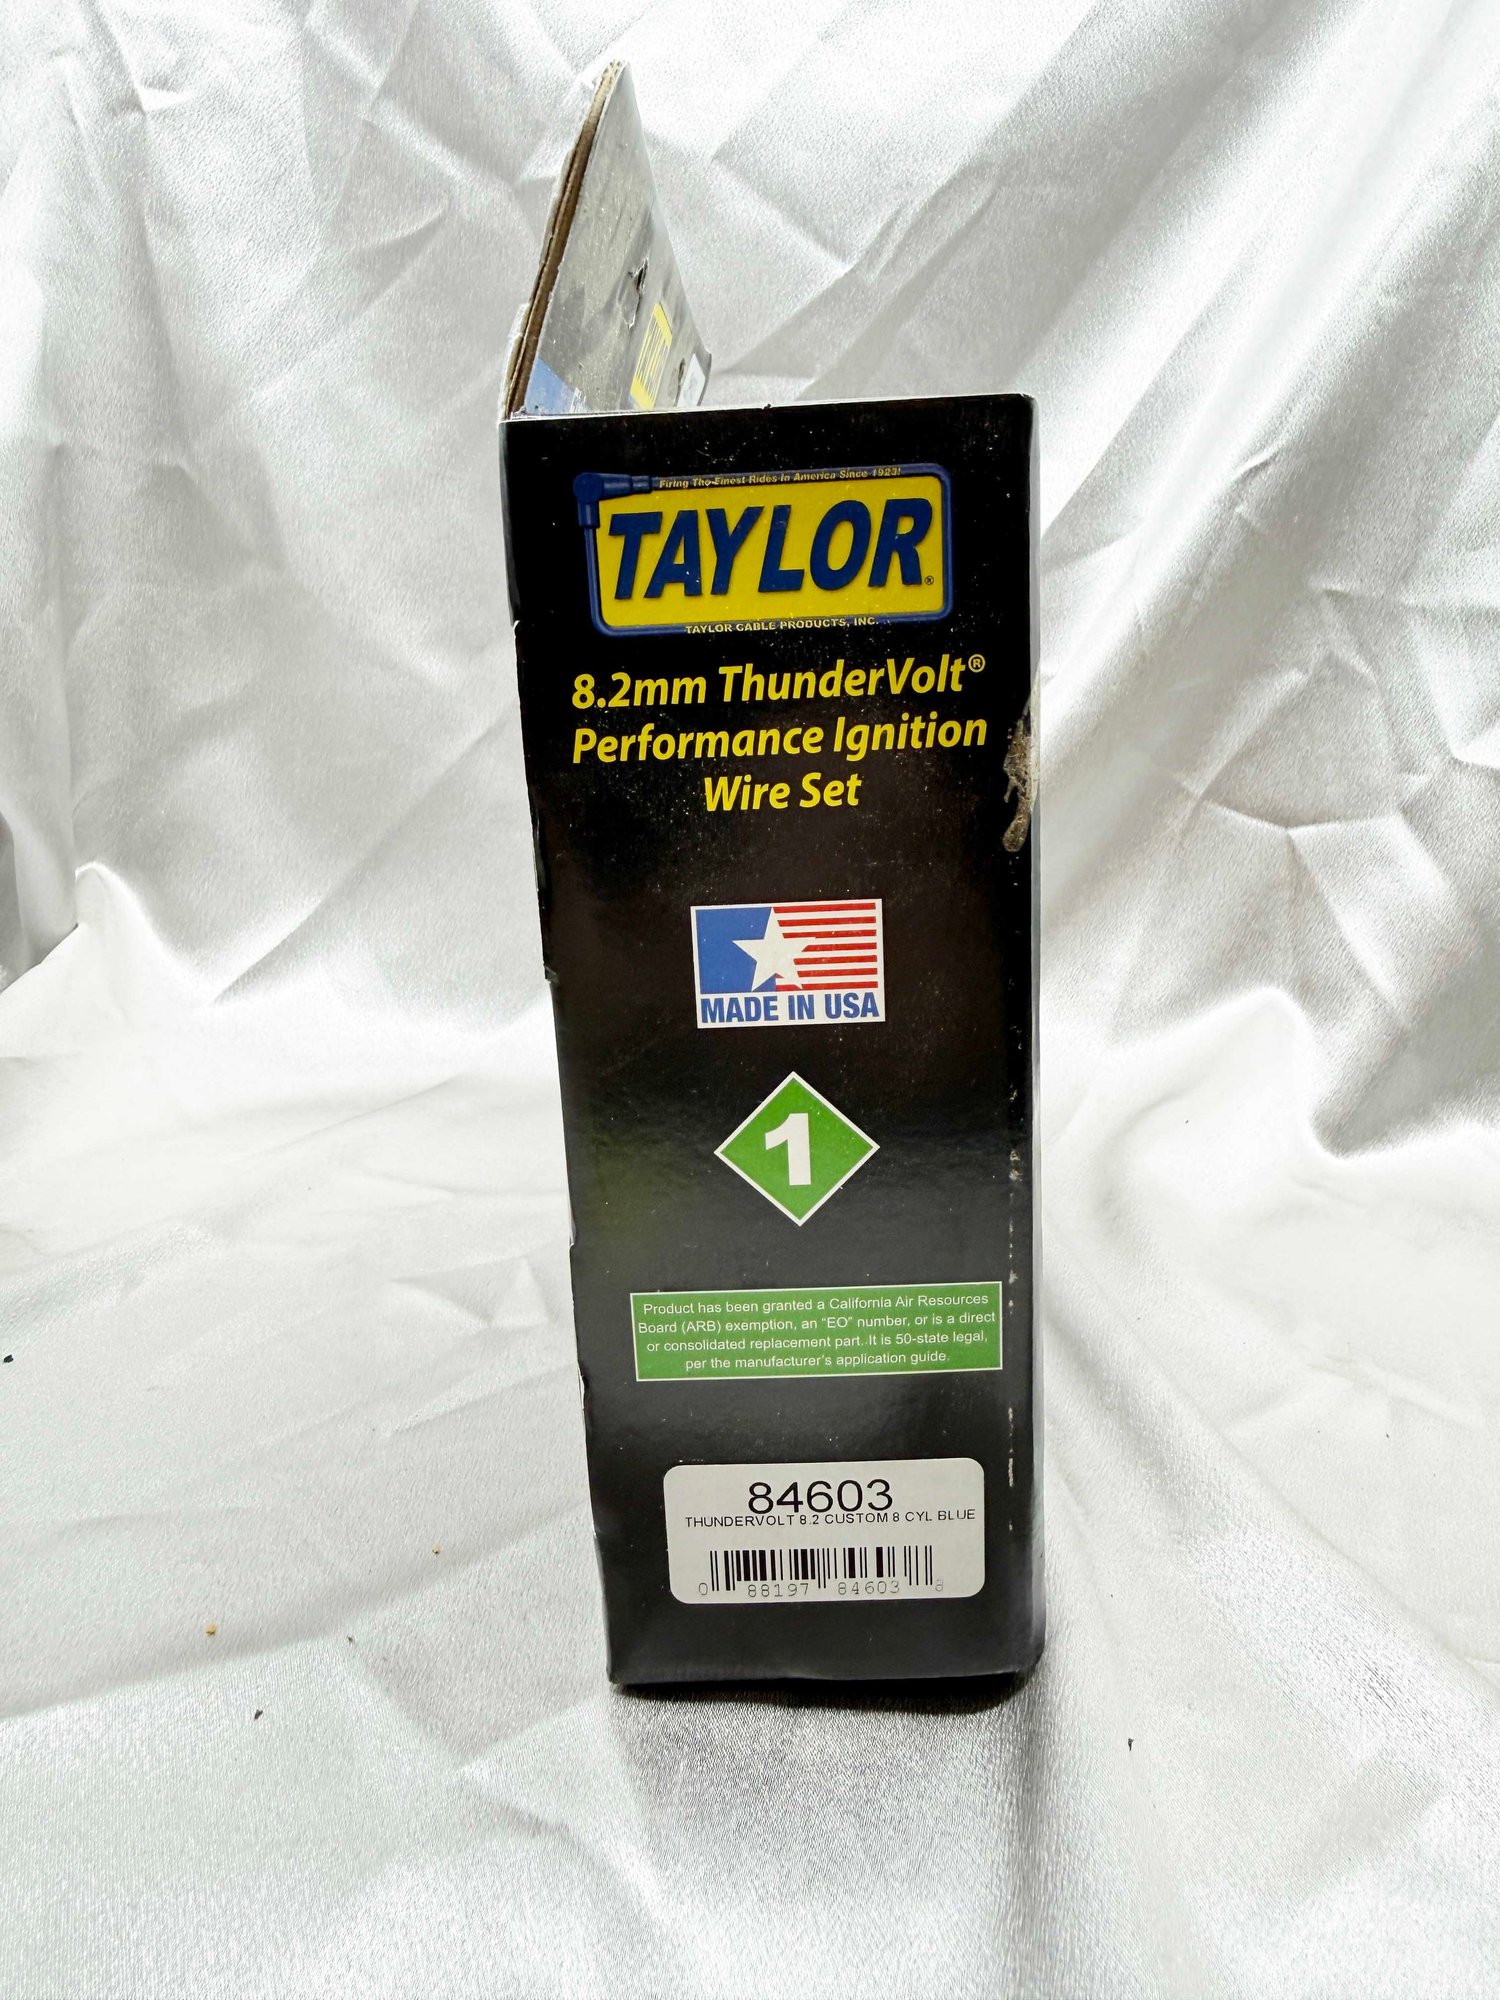 Firing The Finest Rides In America Since 1923!
TAYLOR®
TAYLOR CABLE PRODUCTS, INC.
8.2mm ThunderVolt®
Performance Ignition
Wire Set
MADE IN USA
1
Product has been granted a California Air Resources
Board (ARB) exemption, an "EO" number, or is a direct
or consolidated replacement part. It is 50-state legal,
per the manufacturer's application guide.
84603
THUNDERVOLT 8.2 CUSTOM 8 CYL BLUE
0 88197 84603 8